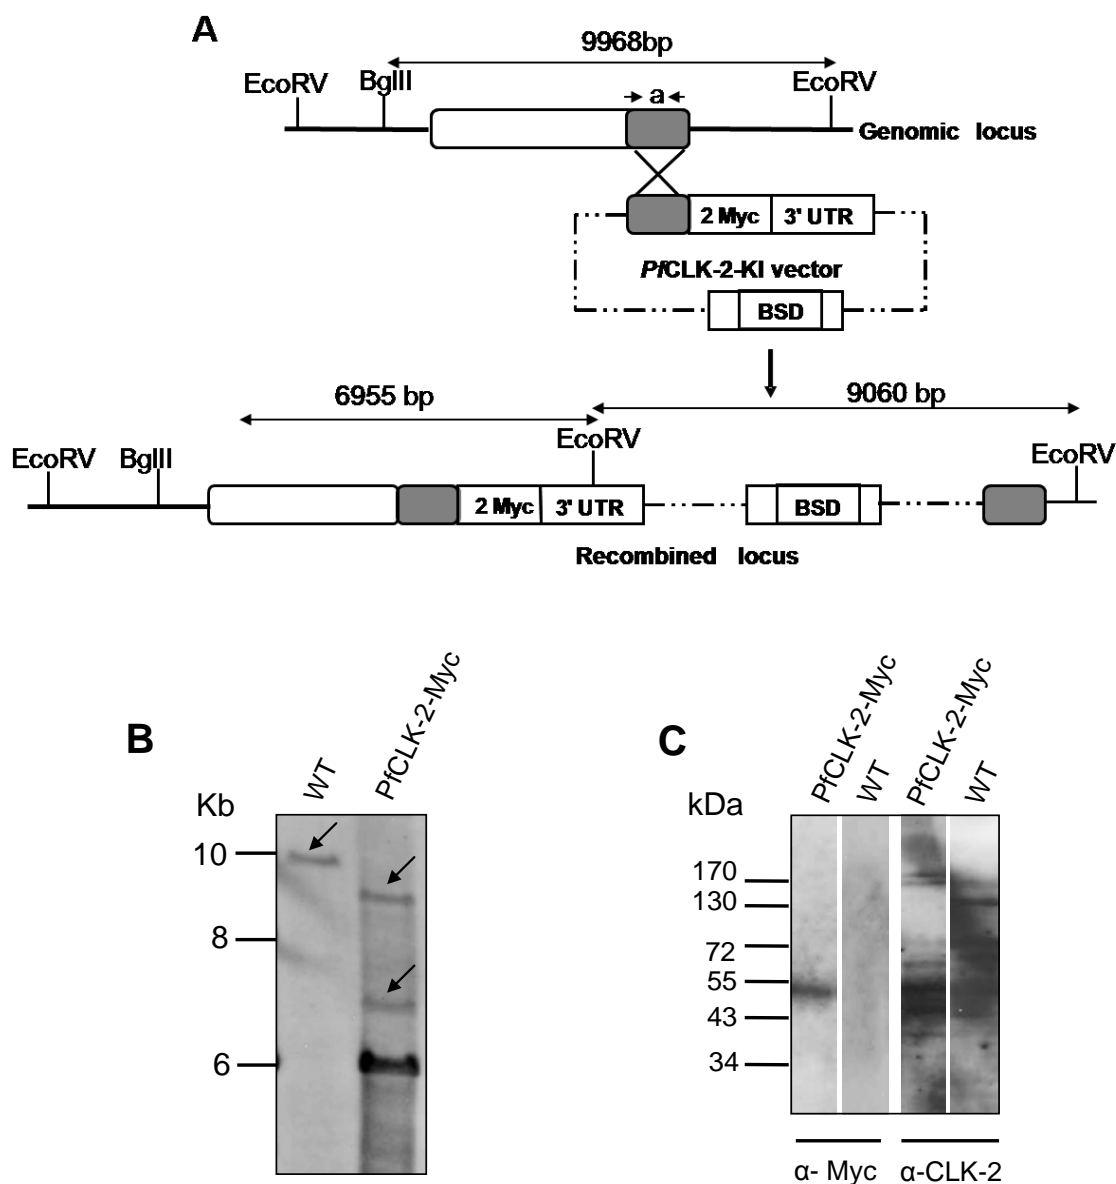 A
9968bp
EcoRV
BglII
EcoRV
a
Genomic locus
2 Myc
3' UTR
PfCLK-2-KI vector
BSD
6955 bp
9060 bp
EcoRV
BglII
EcoRV
EcoRV
2 Myc
3' UTR
BSD
Recombined locus
B
WT
PfCLK-2-Myc
Kb
10
8
6
C
PfCLK-2-Myc
WT
PfCLK-2-Myc
WT
kDa
170
130
72
55
43
34
α- Myc
α-CLK-2